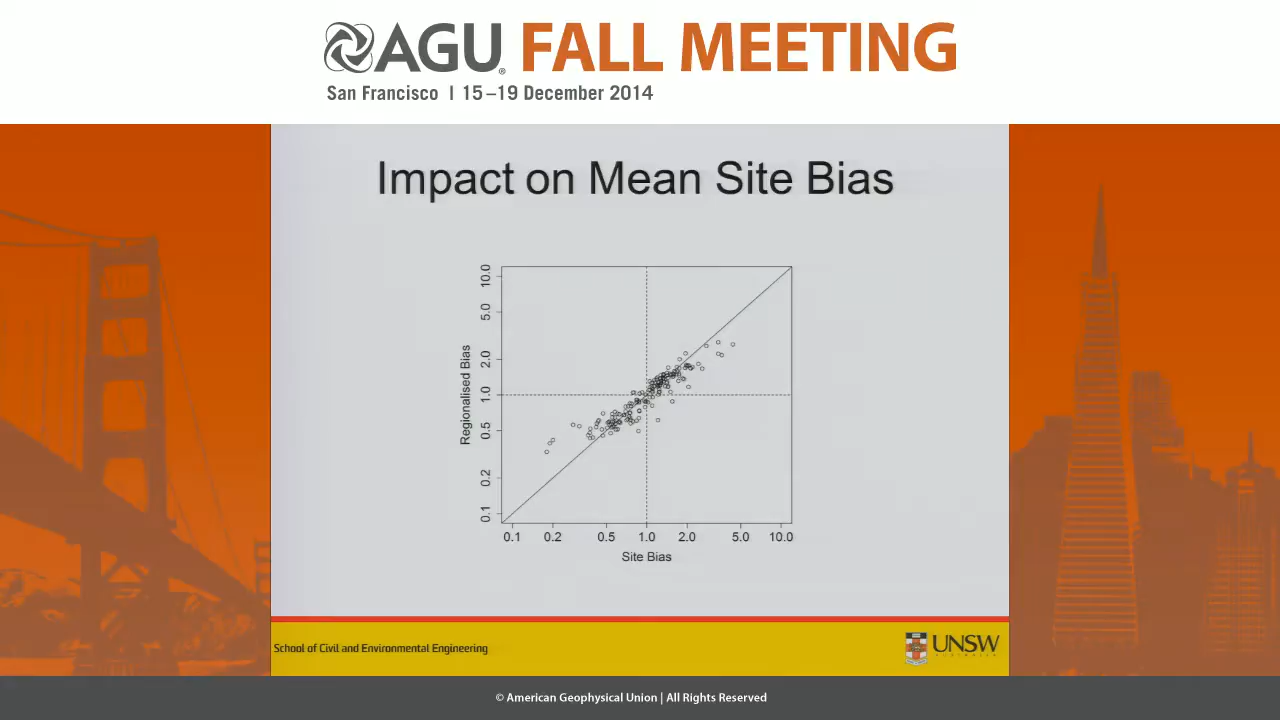 AGU® FALL MEETING
San Francisco | 15–19 December 2014
Impact on Mean Site Bias
10.0
5.0
2.0
1.0
0.5
0.2
0.1
Regionalised Bias
0.1 0.2 0.5 1.0 2.0 5.0 10.0
Site Bias
School of Civil and Environmental Engineering
UNSW
© American Geophysical Union | All Rights Reserved